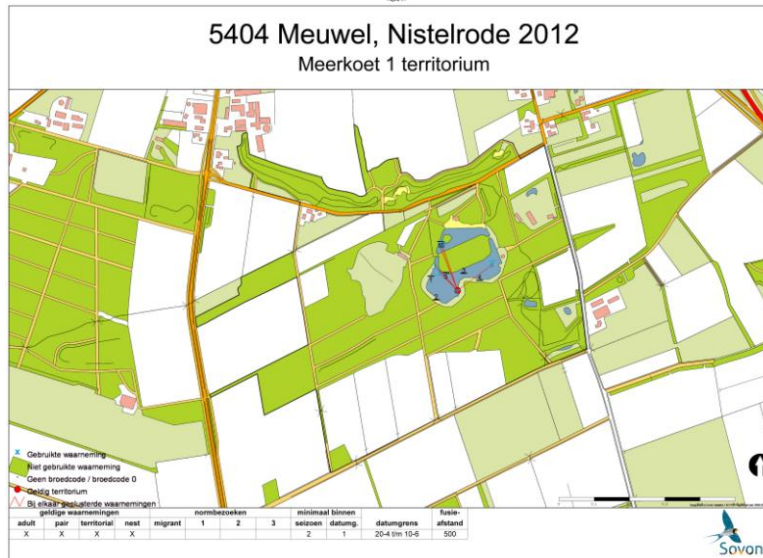 5404 Meuwel, Nistelrode 2012
Meerkoet 1 territorium
Gebruikte waarneming
Niet gebruikte waarneming
Geen broedcode / broedcode 0
Geldig territorium
Bij elkaar geclusterde waarnemingen
geldige waarnemingen normbezoeken minimaal binnen fusie-
adult pair territorial nest migrant 1 2 3 seizoen datumg. datumgrens afstand
X X X X 2 1 20-4 t/m 10-6 500
Sovon